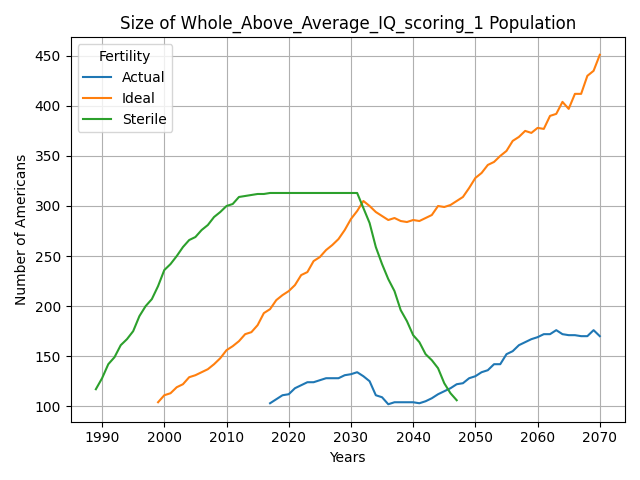 Size of Whole_Above_Average_IQ_scoring_1 Population
Number of Americans
450
400
350
300
250
200
150
100
Fertility
Actual
Ideal
Sterile
1990 2000 2010 2020 2030 2040 2050 2060 2070
Years